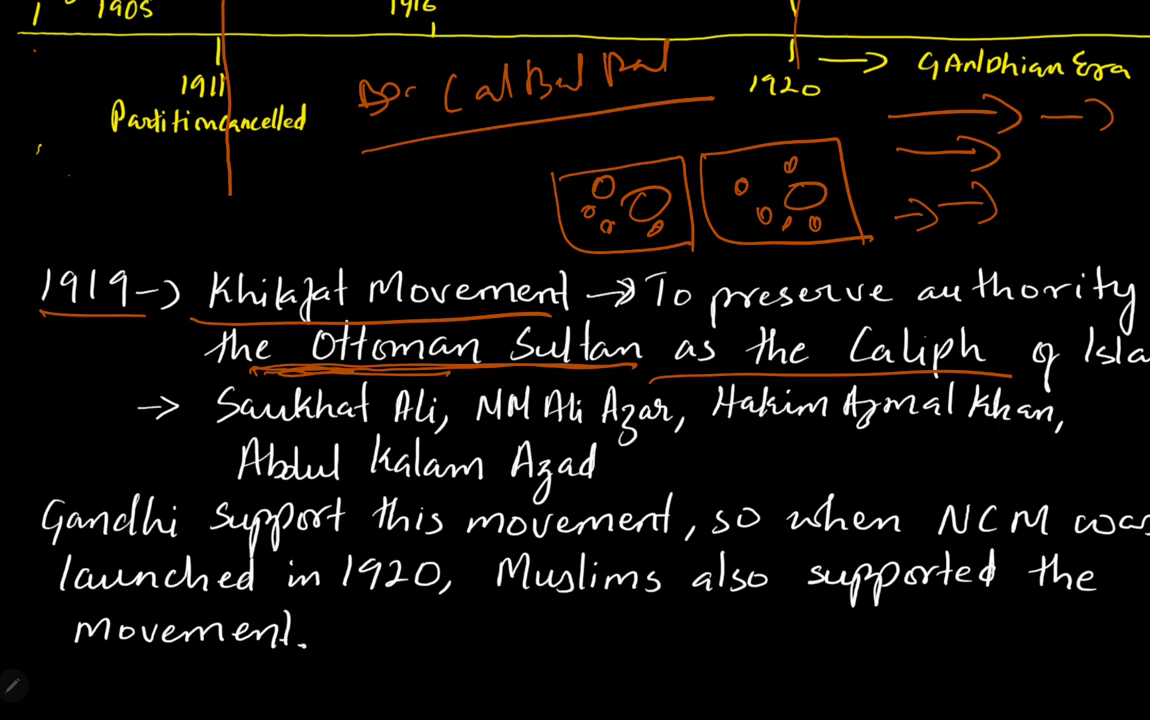 1905
1916
1911
1920 → GANDhian Era
Partition cancelled
Lal Bal Pal
1919 → Khilafat Movement → To preserve authority
the Ottoman Sultan as the Caliph of Isla
→ Saukhat Ali, MM Ali Azar, Hakim Azmal Khan,
Abdul Kalam Azad
Gandhi support this movement, so when NCM was
launched in 1920, Muslims also supported the
movement.